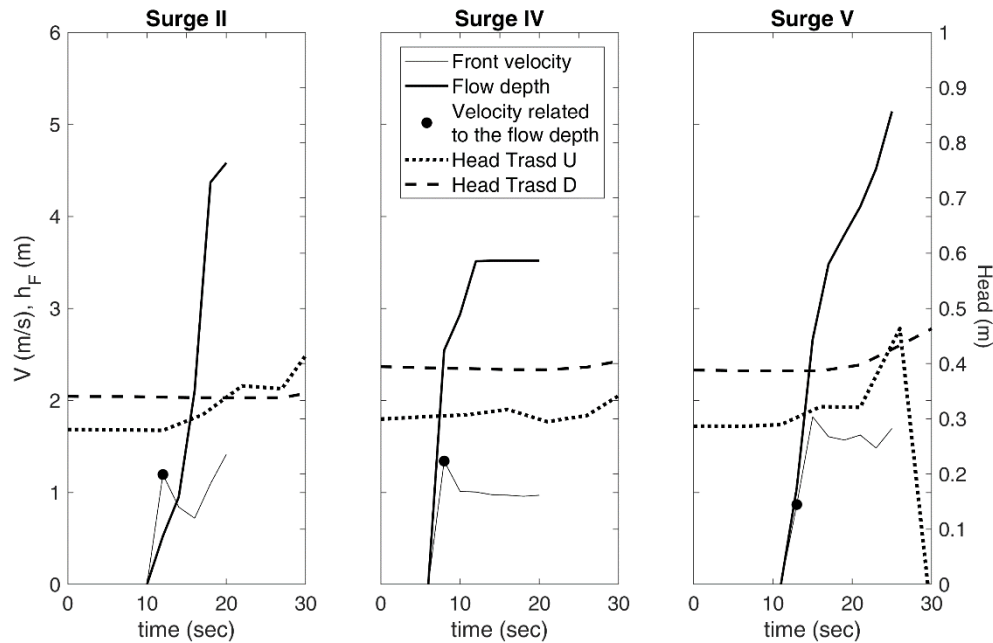 Surge II
Surge IV
Surge V
6
5
4
3
2
1
0
V (m/s), h_F (m)
Front velocity
Flow depth
Velocity related
to the flow depth
Head Trasd U
Head Trasd D
1
0.9
0.8
0.7
0.6
0.5
0.4
0.3
0.2
0.1
0
Head (m)
0 10 20 30
0 10 20 30
0 10 20 30
time (sec)
time (sec)
time (sec)